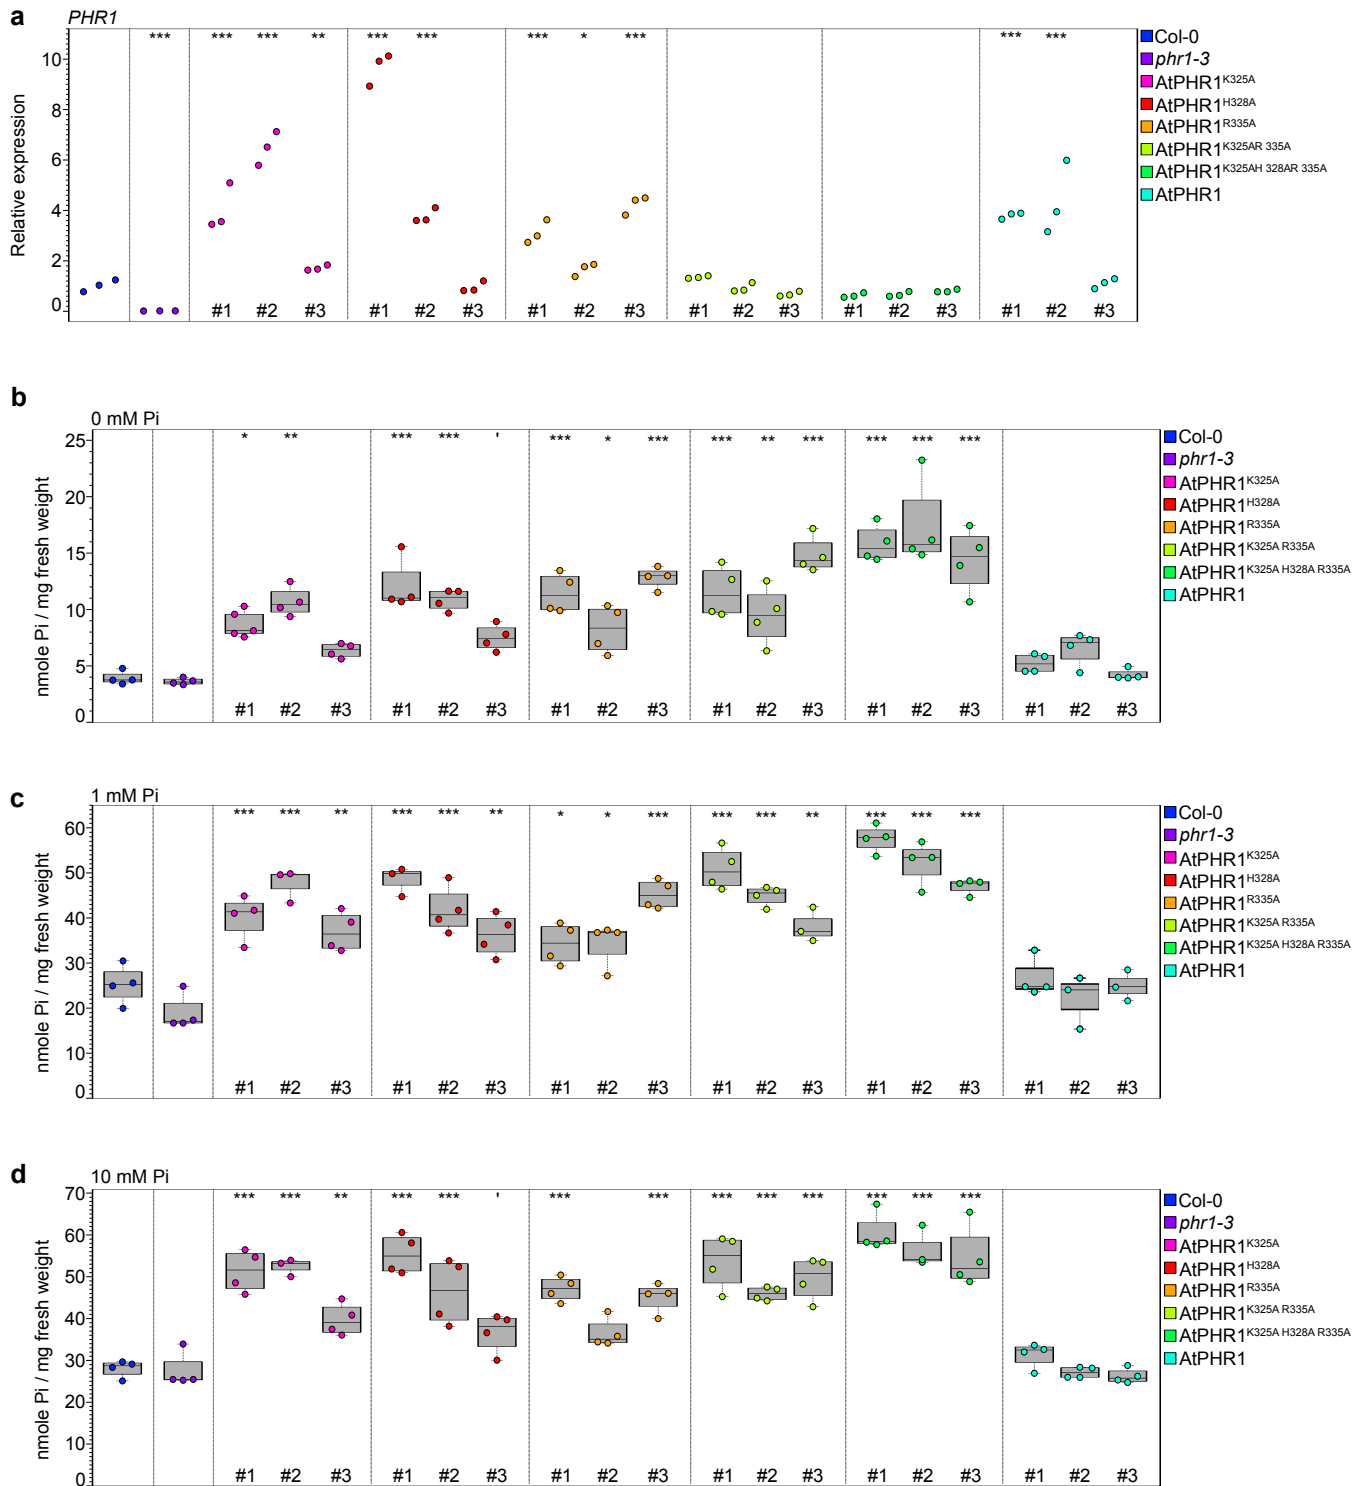 a
PHR1
*** *** *** ** *** *** *** * *** *** ***
Relative expression
10
8
6
4
2
0
#1 #2 #3 #1 #2 #3 #1 #2 #3 #1 #2 #3 #1 #2 #3 #1 #2 #3
Col-0
phr1-3
AtPHR1K325A
AtPHR1H328A
AtPHR1R335A
AtPHR1K325AR 335A
AtPHR1K325AH 328AR 335A
AtPHR1
b
0 mM Pi
* ** *** *** ' *** * *** *** ** *** *** *** ***
nmole Pi / mg fresh weight
25
20
15
10
5
0
#1 #2 #3 #1 #2 #3 #1 #2 #3 #1 #2 #3 #1 #2 #3 #1 #2 #3
Col-0
phr1-3
AtPHR1K325A
AtPHR1H328A
AtPHR1R335A
AtPHR1K325A R335A
AtPHR1K325A H328A R335A
AtPHR1
c
1 mM Pi
*** *** ** *** *** ** * * *** *** *** ** *** *** ***
nmole Pi / mg fresh weight
60
50
40
30
20
10
0
#1 #2 #3 #1 #2 #3 #1 #2 #3 #1 #2 #3 #1 #2 #3 #1 #2 #3
Col-0
phr1-3
AtPHR1K325A
AtPHR1H328A
AtPHR1R335A
AtPHR1K325A R335A
AtPHR1K325A H328A R335A
AtPHR1
d
10 mM Pi
*** *** ** *** *** ' *** *** *** *** *** *** *** ***
nmole Pi / mg fresh weight
70
60
50
40
30
20
10
0
#1 #2 #3 #1 #2 #3 #1 #2 #3 #1 #2 #3 #1 #2 #3 #1 #2 #3
Col-0
phr1-3
AtPHR1K325A
AtPHR1H328A
AtPHR1R335A
AtPHR1K325A R335A
AtPHR1K325A H328A R335A
AtPHR1